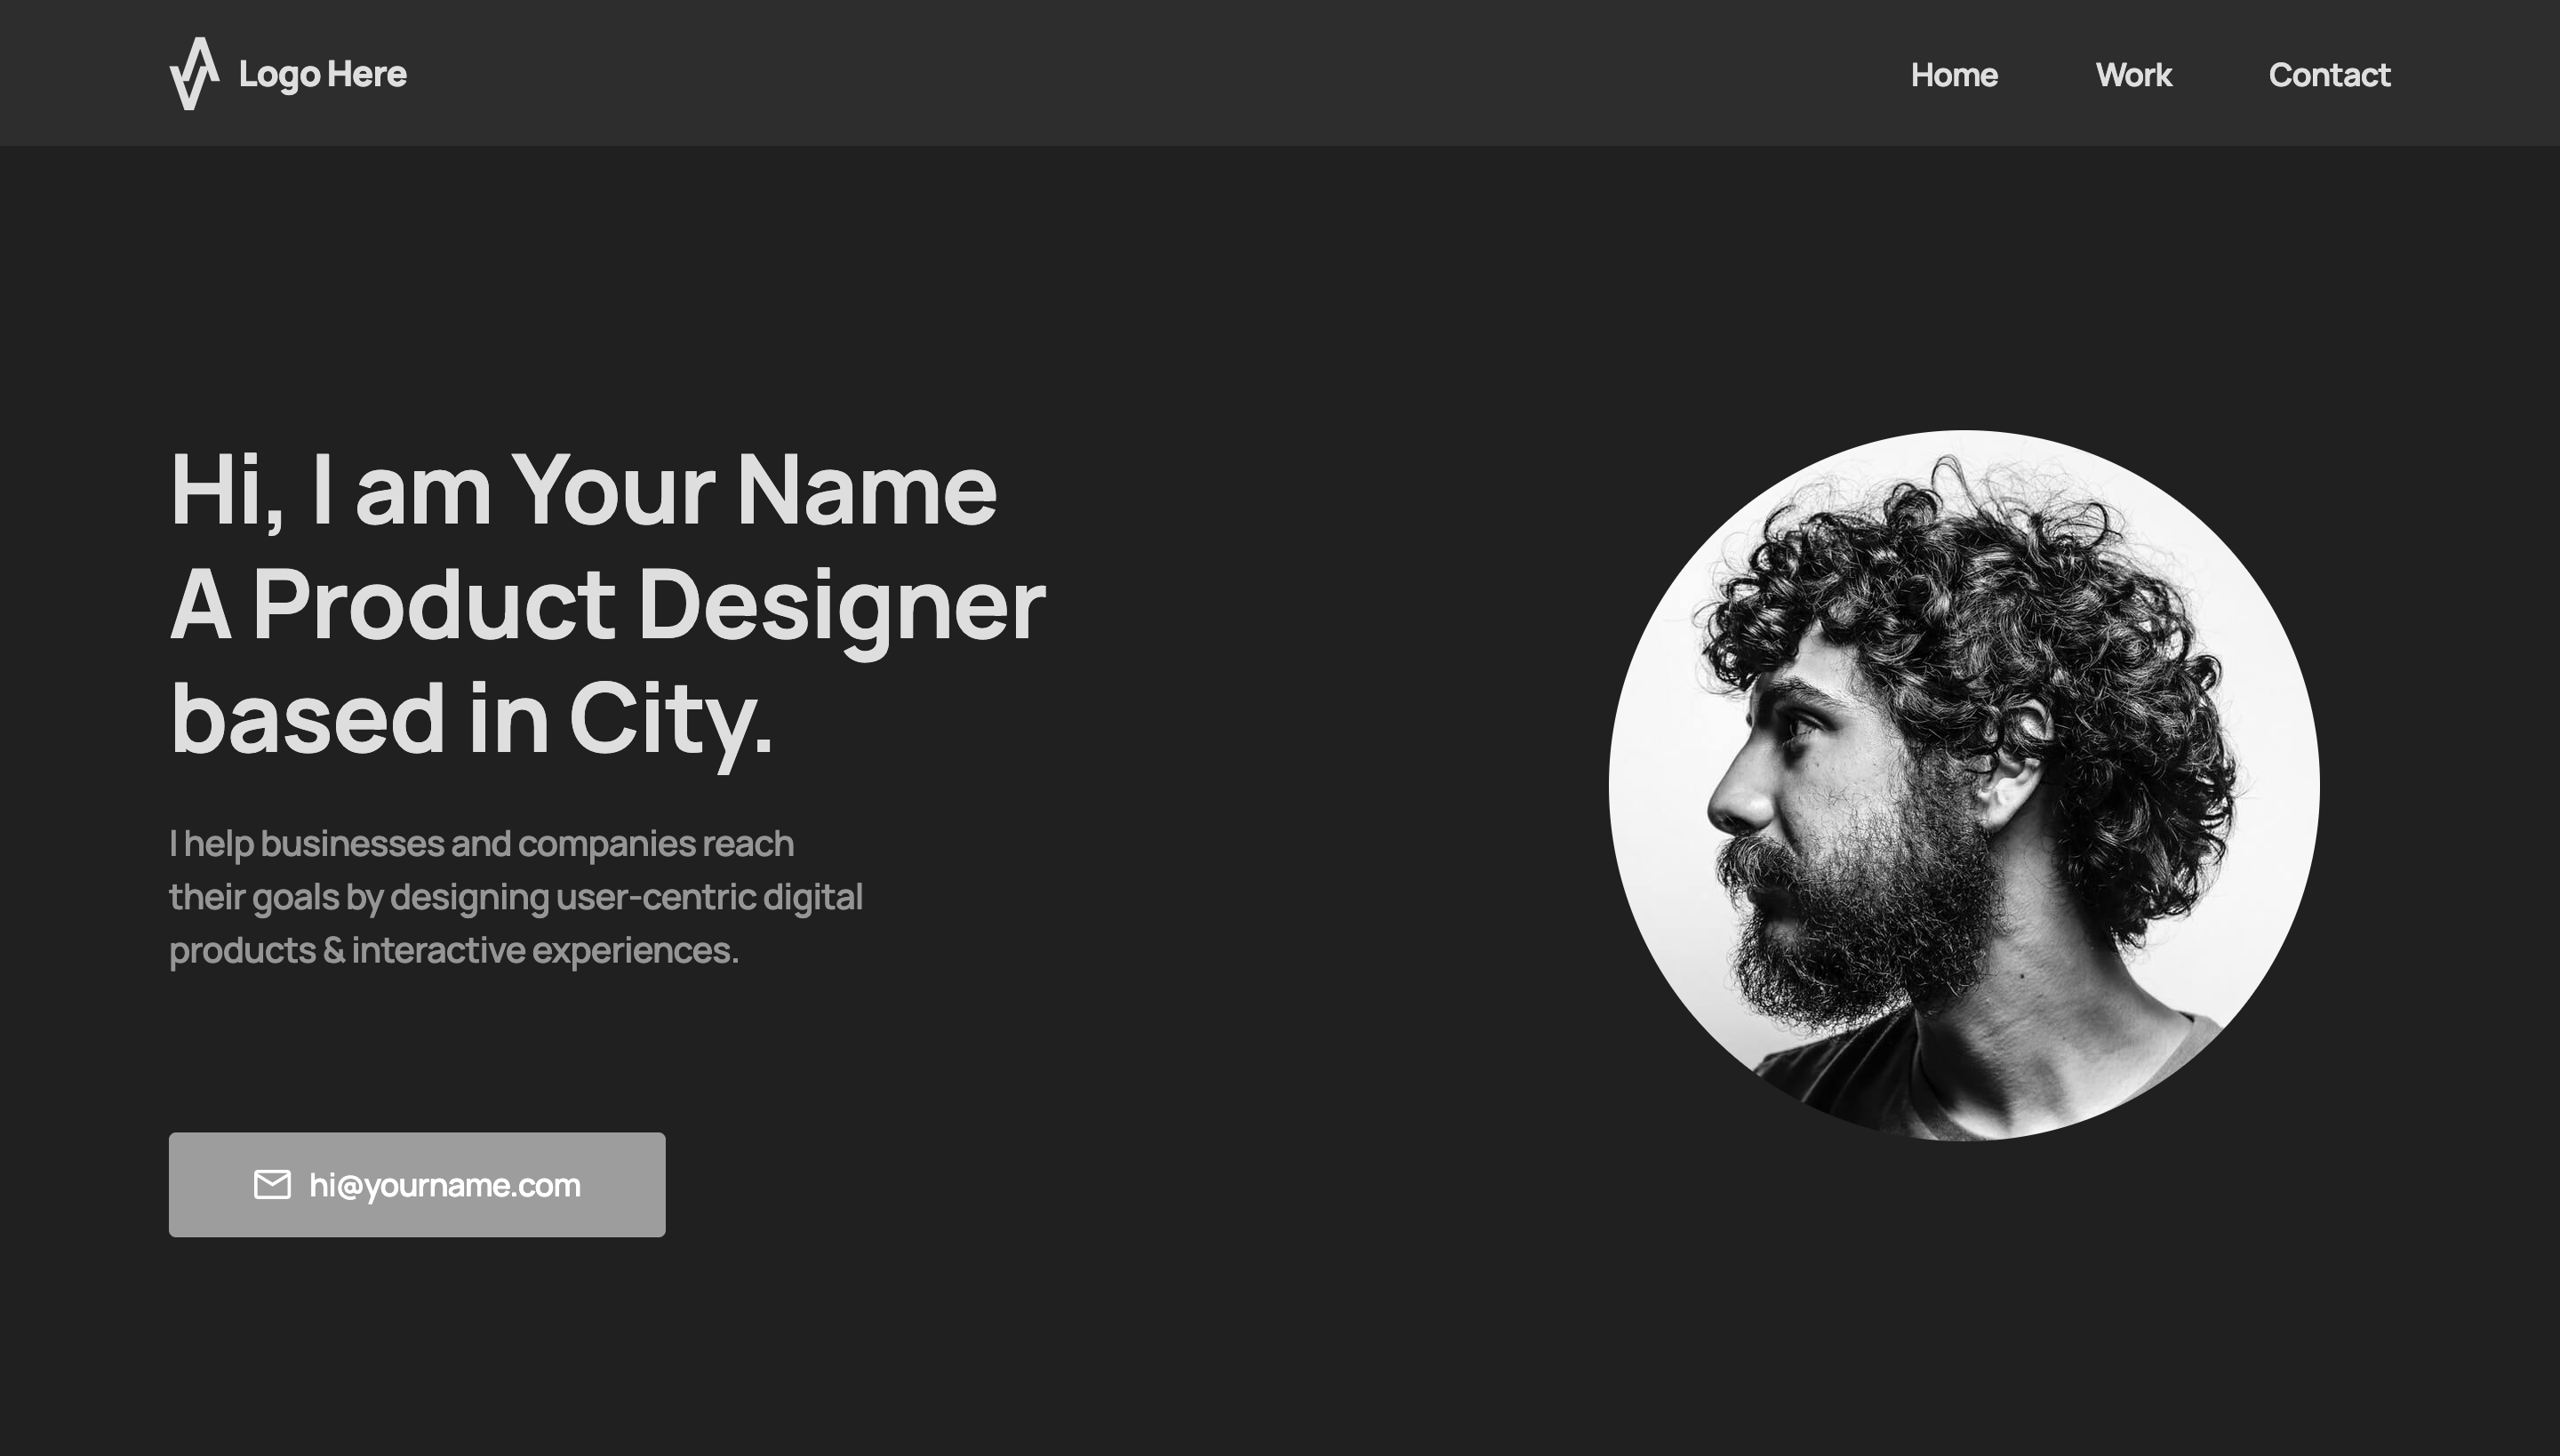 Logo Here
Home Work Contact
Hi, I am Your Name
A Product Designer
based in City.
I help businesses and companies reach
their goals by designing user-centric digital
products & interactive experiences.
hi@yourname.com